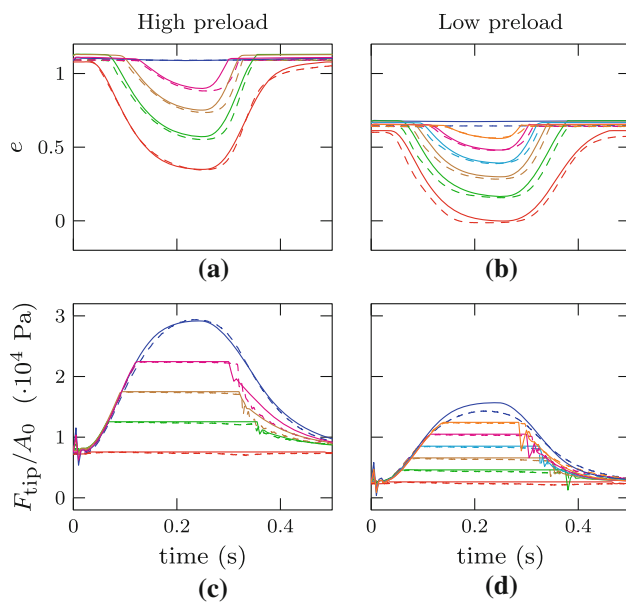 High preload Low preload
1
0.5
0
e
(a) (b)
3
2
1
0
F_tip/A_0 (·10^4 Pa)
0 0.2 0.4 0 0.2 0.4
time (s) time (s)
(c) (d)